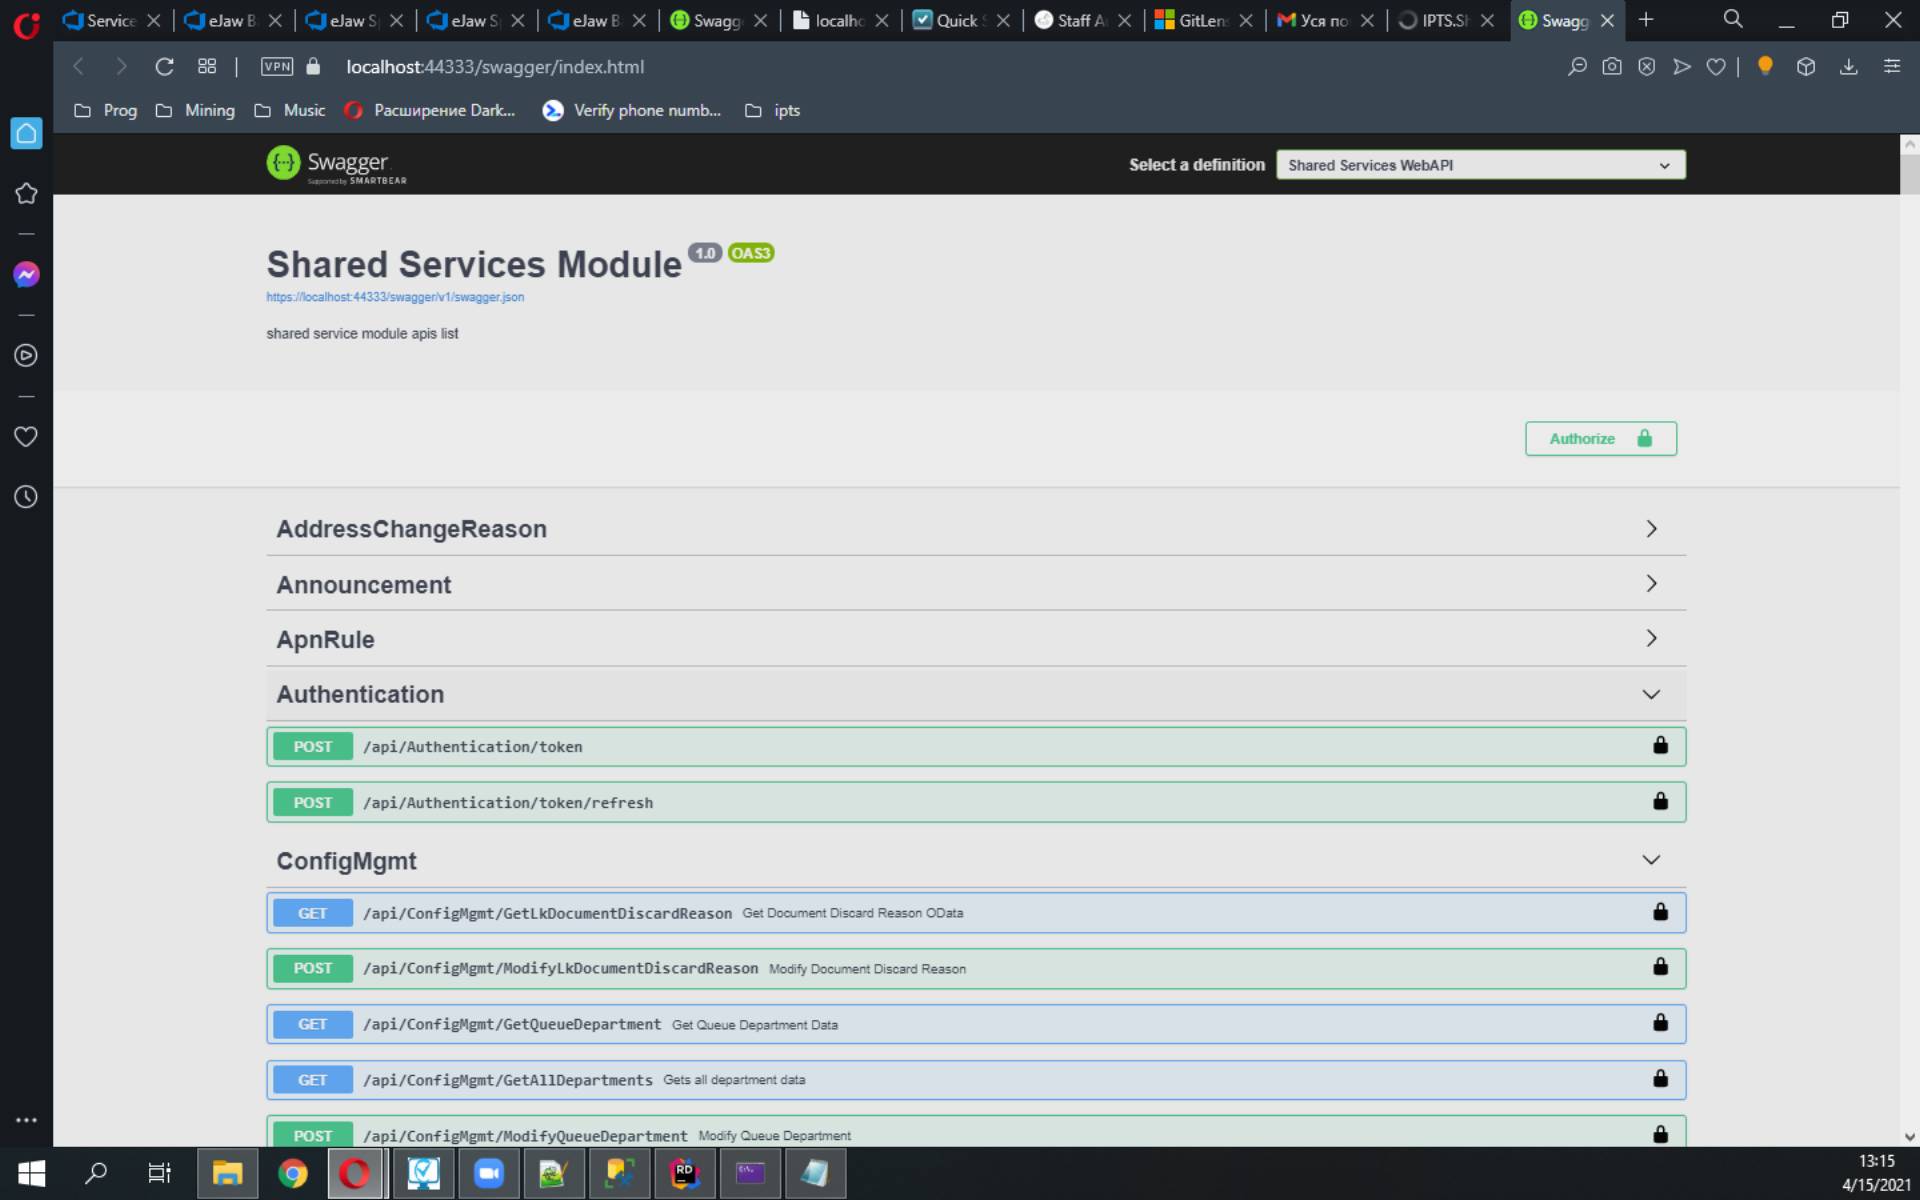 Service
eJaw B
eJaw S
eJaw S
eJaw B
Swagg
localho
Quick S
Staff A
GitLens
Уся по
IPTS.Sh
Swagg
VPN
localhost:44333/swagger/index.html
Prog
Mining
Music
Расширение Dark...
Verify phone numb...
ipts
Swagger
Supported by SMARTBEAR
Select a definition
Shared Services WebAPI
Shared Services Module 1.0 OAS3
https://localhost:44333/swagger/v1/swagger.json
shared service module apis list
Authorize
AddressChangeReason
Announcement
ApnRule
Authentication
POST /api/Authentication/token
POST /api/Authentication/token/refresh
ConfigMgmt
GET /api/ConfigMgmt/GetLkDocumentDiscardReason Get Document Discard Reason OData
POST /api/ConfigMgmt/ModifyLkDocumentDiscardReason Modify Document Discard Reason
GET /api/ConfigMgmt/GetQueueDepartment Get Queue Department Data
GET /api/ConfigMgmt/GetAllDepartments Gets all department data
POST /api/ConfigMgmt/ModifyQueueDepartment Modify Queue Department
RD
13:15
4/15/2021